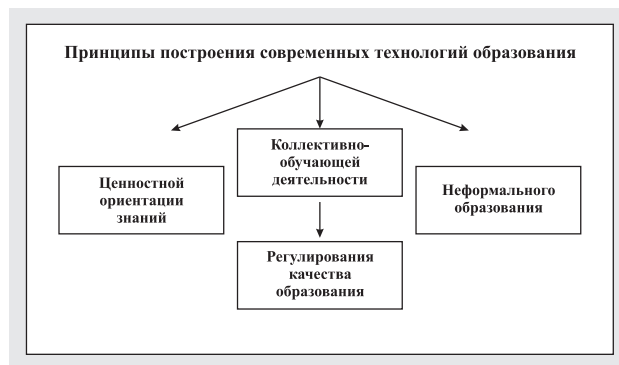 Принципы построения современных технологий образования
Коллективно-
обучающей
деятельности
Ценностной
ориентации
знаний
Неформального
образования
Регулирования
качества
образования